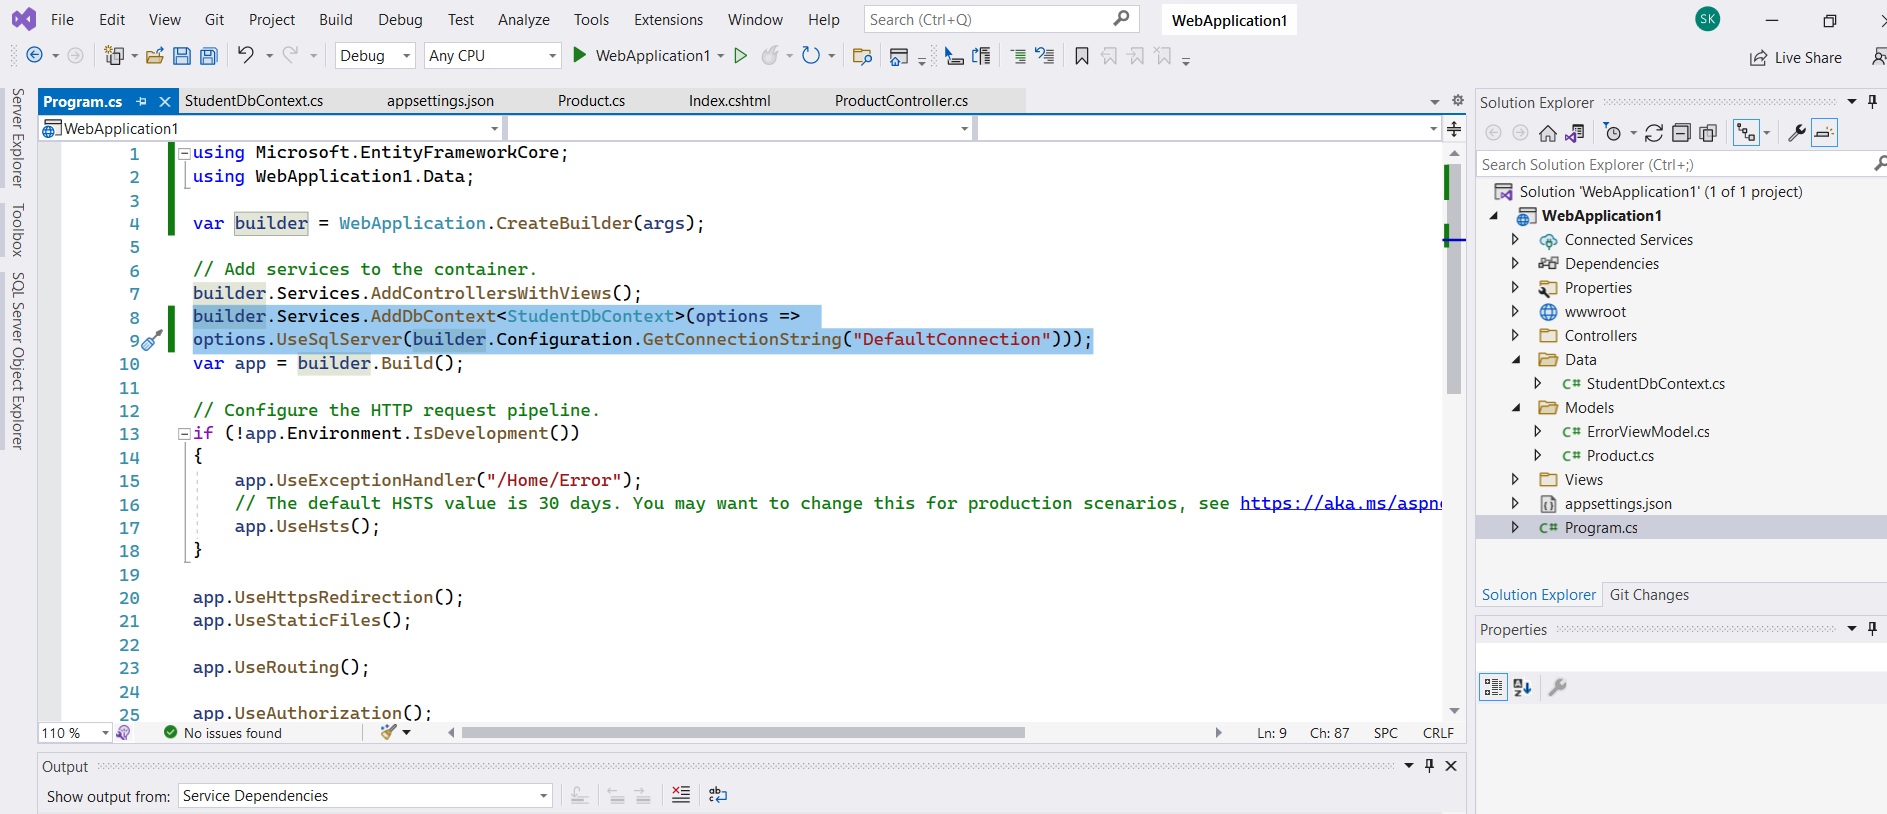 File Edit View Git Project Build Debug Test Analyze Tools Extensions Window Help Search (Ctrl+Q) WebApplication1 SK
Debug Any CPU WebApplication1 Live Share
Server Explorer
Toolbox
SQL Server Object Explorer
Program.cs StudentDbContext.cs appsettings.json Product.cs Index.cshtml ProductController.cs
WebApplication1
1 using Microsoft.EntityFrameworkCore;
2 using WebApplication1.Data;
3
4 var builder = WebApplication.CreateBuilder(args);
5
6 // Add services to the container.
7 builder.Services.AddControllersWithViews();
8 builder.Services.AddDbContext<StudentDbContext>(options =>
9 options.UseSqlServer(builder.Configuration.GetConnectionString("DefaultConnection")));
10 var app = builder.Build();
11
12 // Configure the HTTP request pipeline.
13 if (!app.Environment.IsDevelopment())
14 {
15 app.UseExceptionHandler("/Home/Error");
16 // The default HSTS value is 30 days. You may want to change this for production scenarios, see https://aka.ms/aspn
17 app.UseHsts();
18 }
19
20 app.UseHttpsRedirection();
21 app.UseStaticFiles();
22
23 app.UseRouting();
24
25 app.UseAuthorization();
110 % No issues found Ln: 9 Ch: 87 SPC CRLF
Output
Show output from: Service Dependencies
Solution Explorer
Search Solution Explorer (Ctrl+;)
Solution 'WebApplication1' (1 of 1 project)
WebApplication1
Connected Services
Dependencies
Properties
wwwroot
Controllers
Data
C# StudentDbContext.cs
Models
C# ErrorViewModel.cs
C# Product.cs
Views
appsettings.json
C# Program.cs
Solution Explorer Git Changes
Properties